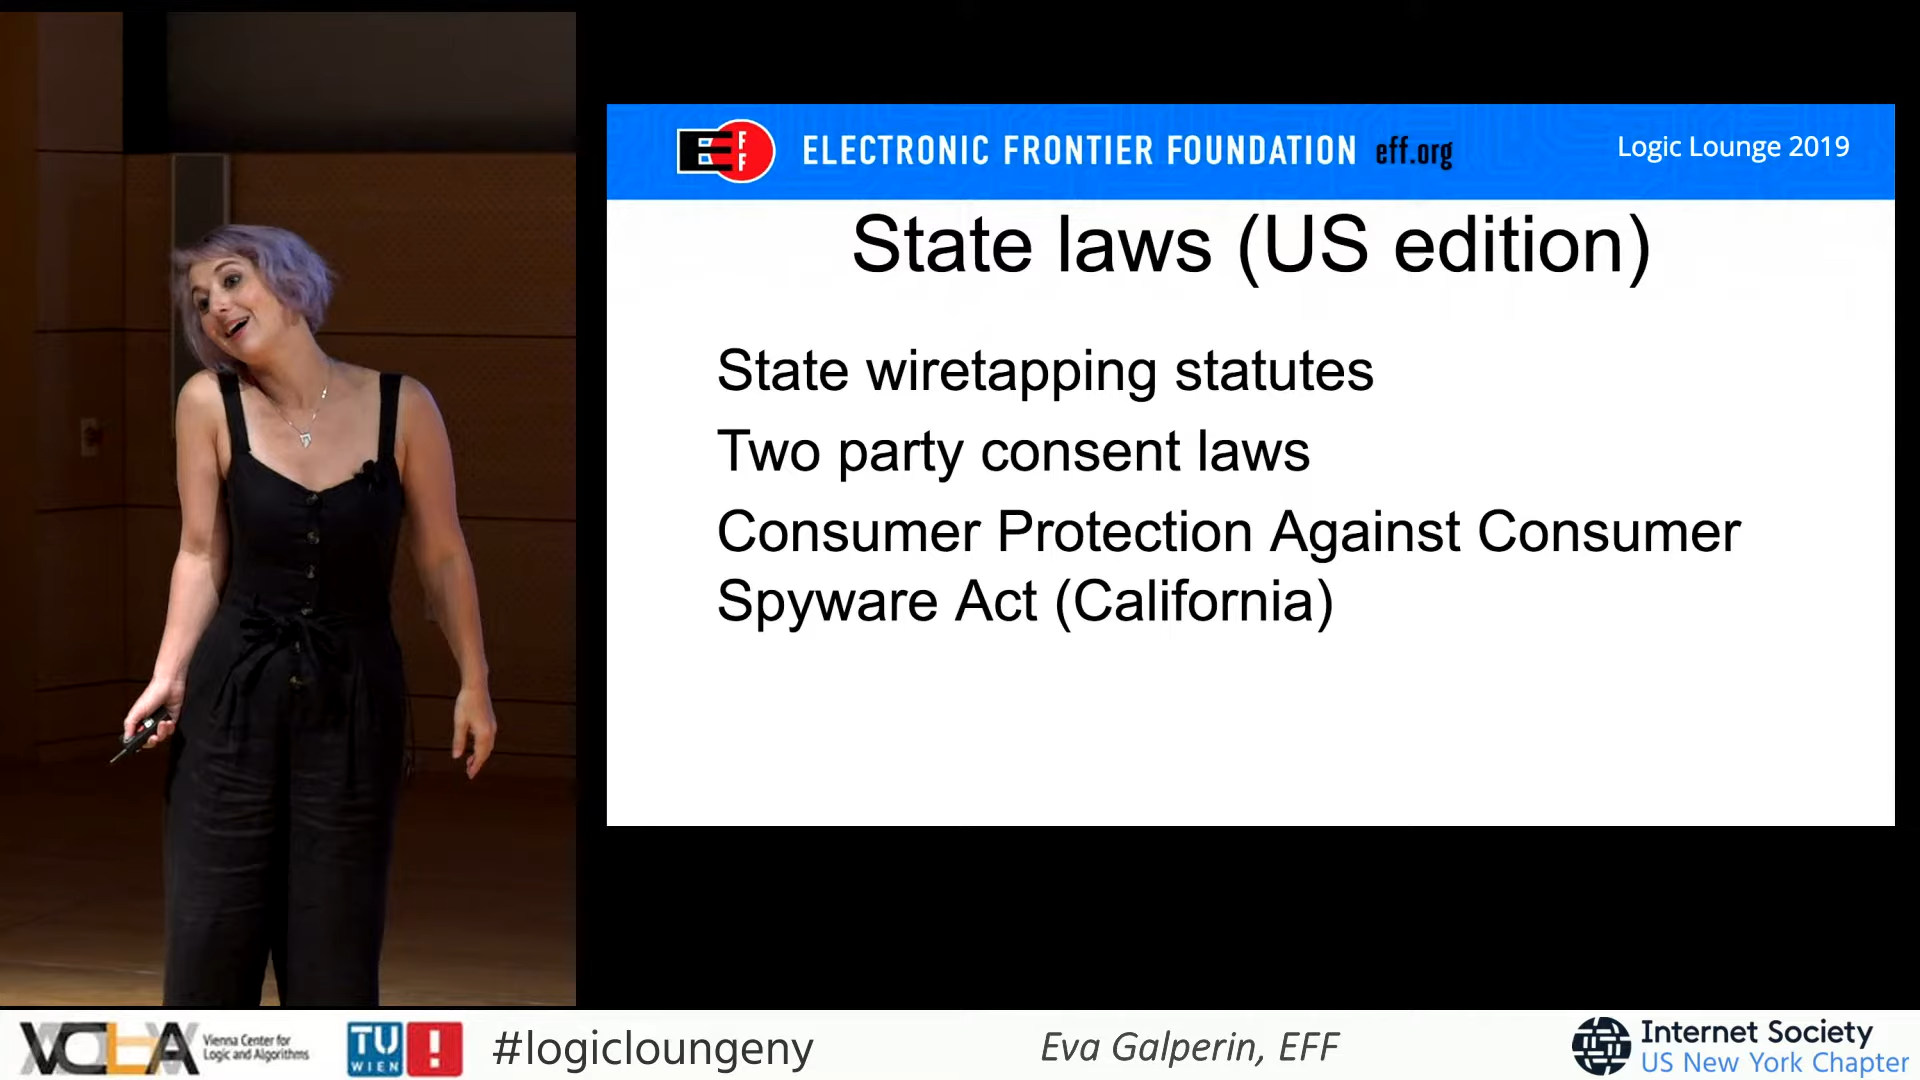 EFF
ELECTRONIC FRONTIER FOUNDATION eff.org
Logic Lounge 2019
State laws (US edition)
State wiretapping statutes
Two party consent laws
Consumer Protection Against Consumer
Spyware Act (California)
VCLA
Vienna Center for
Logic and Algorithms
TU
WIEN
!
#logicloungeny
Eva Galperin, EFF
Internet Society
US New York Chapter